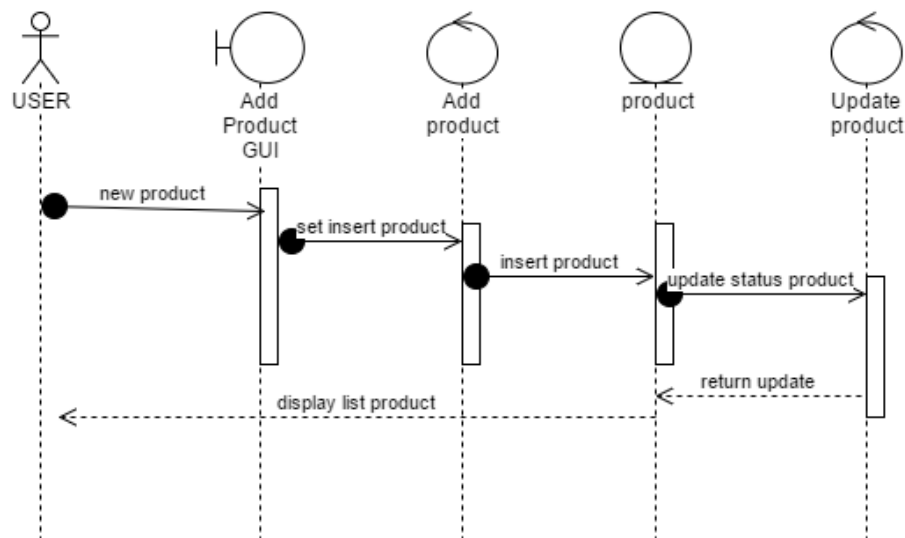 USER
Add
Product
GUI
Add
product
product
Update
product
new product
set insert product
insert product
update status product
return update
display list product